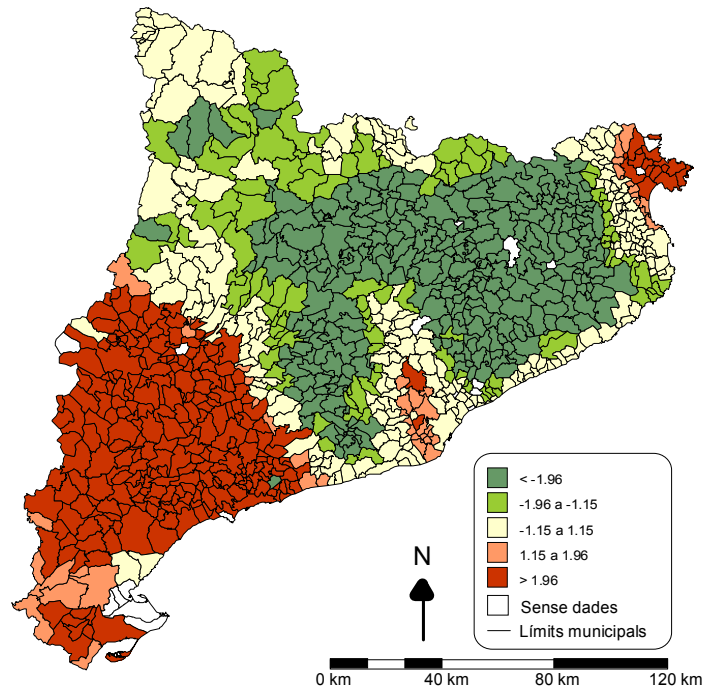 < -1.96
-1.96 a -1.15
-1.15 a 1.15
1.15 a 1.96
> 1.96
Sense dades
Límits municipals
N
0 km 40 km 80 km 120 km